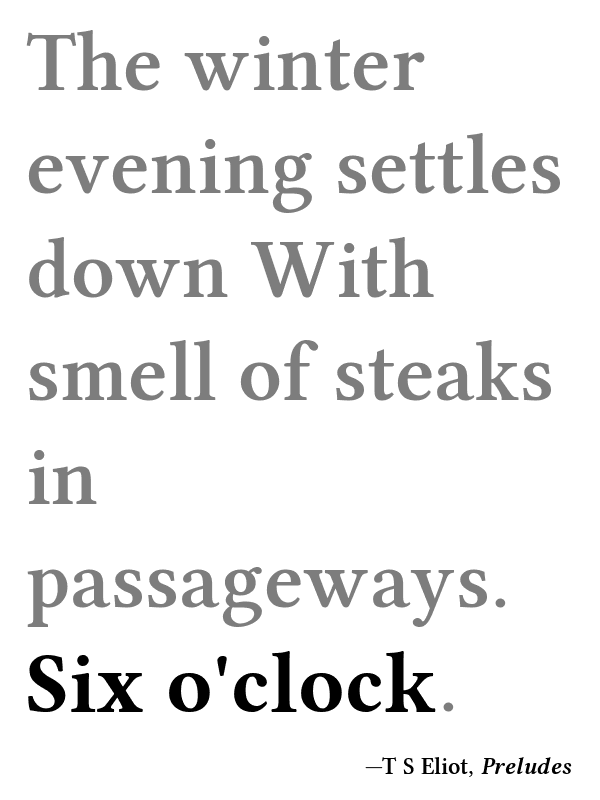 The winter
evening settles
down With
smell of steaks
in
passageways.
Six o'clock.
—T S Eliot, Preludes